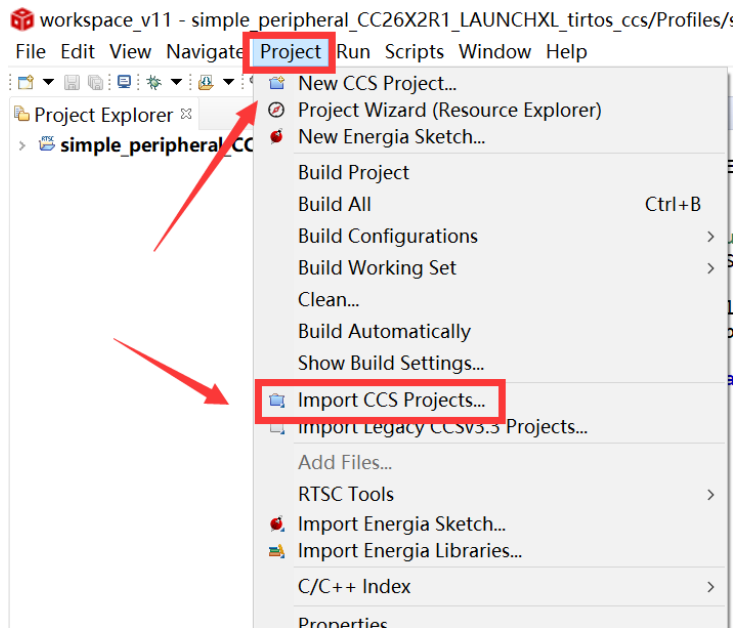 workspace_v11 - simple_peripheral_CC26X2R1_LAUNCHXL_tirtos_ccs/Profiles/s
File Edit View Navigate Project Run Scripts Window Help
Project Explorer
simple_peripheral_CC
New CCS Project...
Project Wizard (Resource Explorer)
New Energia Sketch...
Build Project
Build All Ctrl+B
Build Configurations
Build Working Set
Clean...
Build Automatically
Show Build Settings...
Import CCS Projects...
Import Legacy CCSv3.3 Projects...
Add Files...
RTSC Tools
Import Energia Sketch...
Import Energia Libraries...
C/C++ Index
Properties